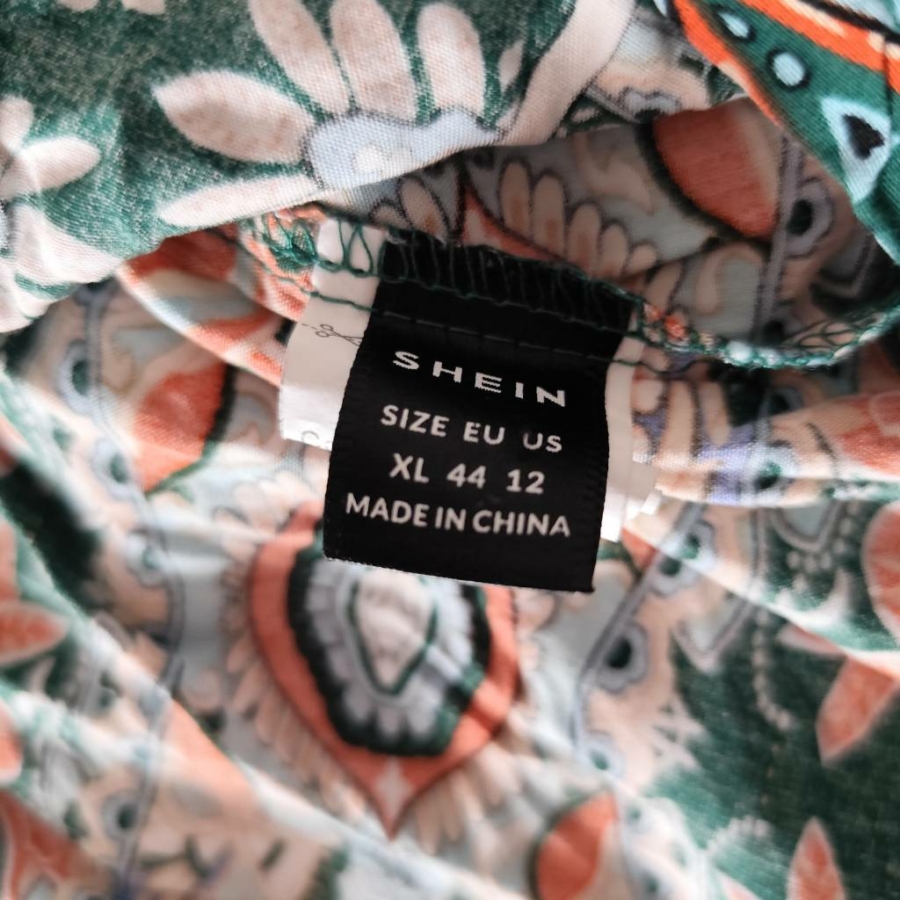 SHEIN
SIZE EU US
XL 44 12
MADE IN CHINA